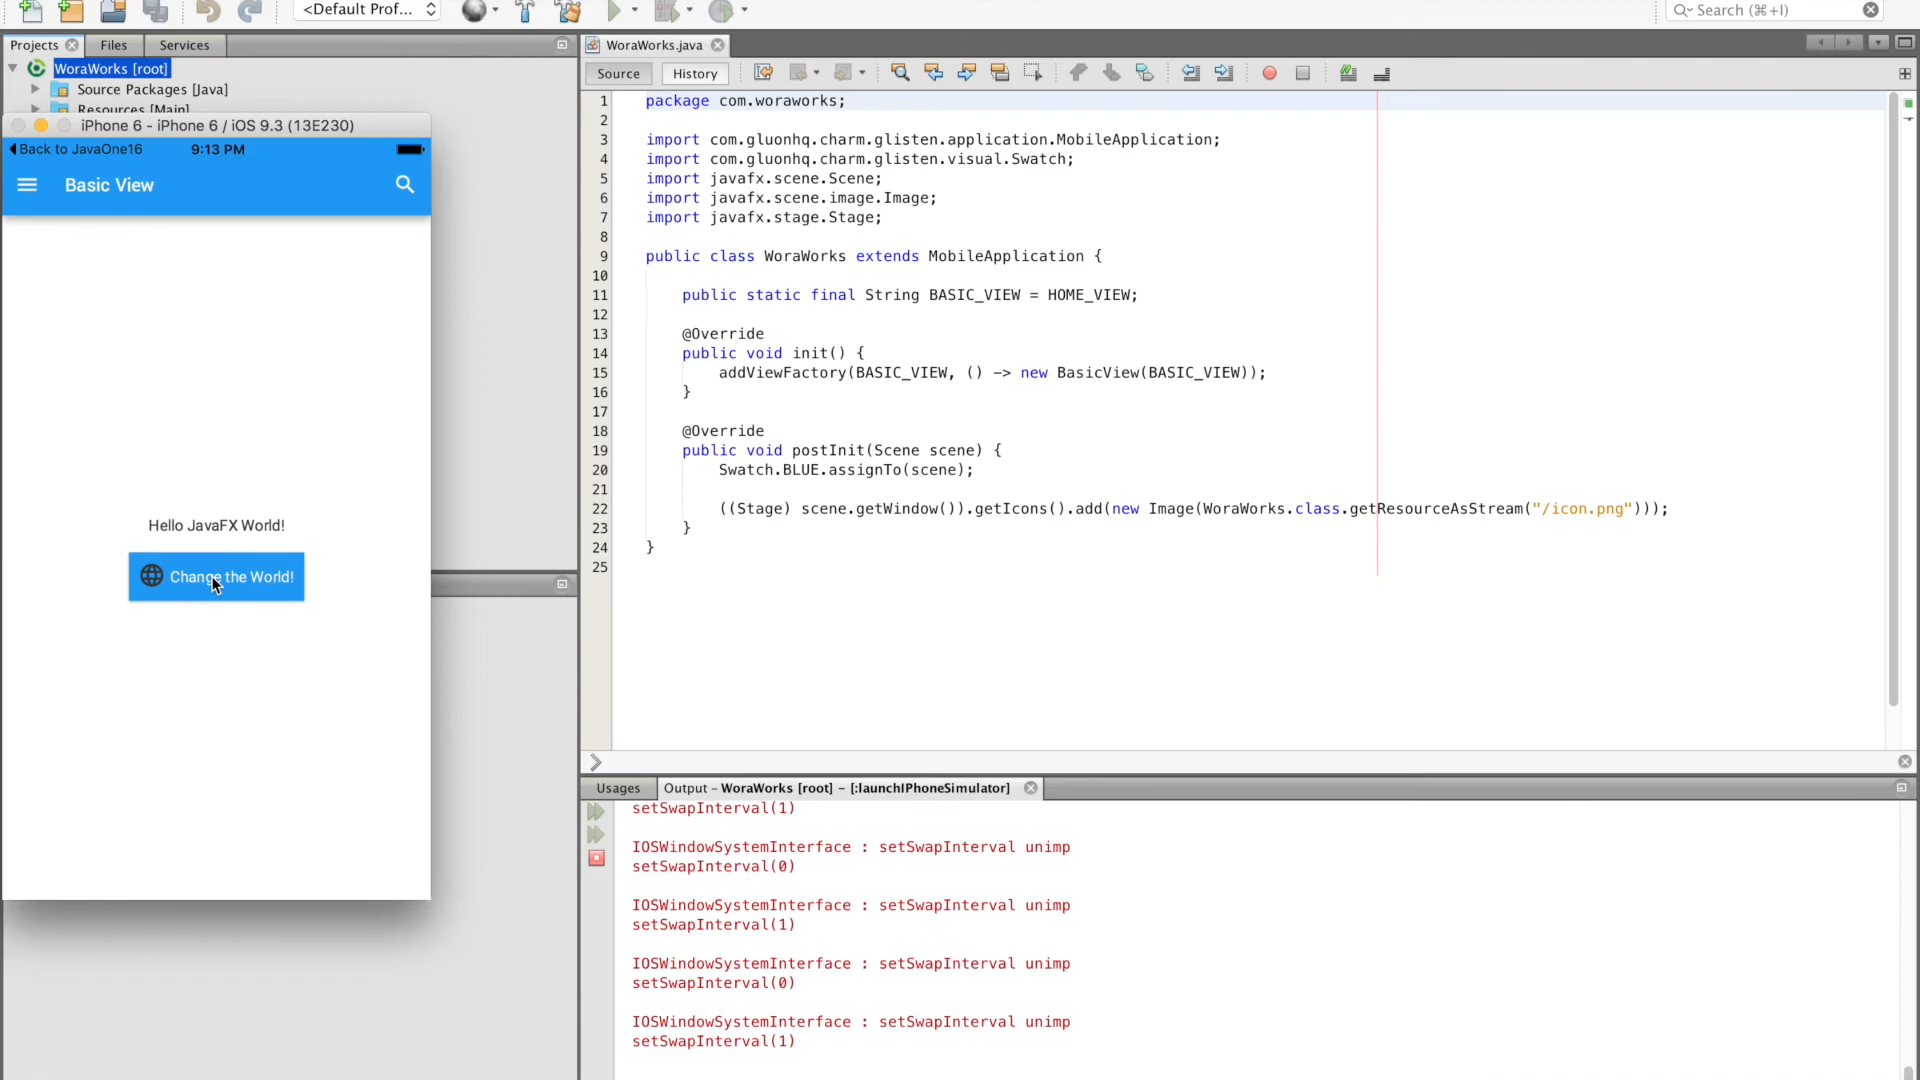 <Default Prof...
Search (⌘+I)
Projects
Files
Services
WoraWorks.java
WoraWorks [root]
Source Packages [Java]
Resources [Main]
Source
History
iPhone 6 - iPhone 6 / iOS 9.3 (13E230)
Back to JavaOne16
9:13 PM
Basic View
Hello JavaFX World!
Change the World!
1 package com.woraworks;
2
3 import com.gluonhq.charm.glisten.application.MobileApplication;
4 import com.gluonhq.charm.glisten.visual.Swatch;
5 import javafx.scene.Scene;
6 import javafx.scene.image.Image;
7 import javafx.stage.Stage;
8
9 public class WoraWorks extends MobileApplication {
10
11 public static final String BASIC_VIEW = HOME_VIEW;
12
13 @Override
14 public void init() {
15 addViewFactory(BASIC_VIEW, () -> new BasicView(BASIC_VIEW));
16 }
17
18 @Override
19 public void postInit(Scene scene) {
20 Swatch.BLUE.assignTo(scene);
21
22 ((Stage) scene.getWindow()).getIcons().add(new Image(WoraWorks.class.getResourceAsStream("/icon.png")));
23 }
24 }
25
Usages
Output – WoraWorks [root] – [:launchIPhoneSimulator]
setSwapInterval(1)
IOSWindowSystemInterface : setSwapInterval unimp
setSwapInterval(0)
IOSWindowSystemInterface : setSwapInterval unimp
setSwapInterval(1)
IOSWindowSystemInterface : setSwapInterval unimp
setSwapInterval(0)
IOSWindowSystemInterface : setSwapInterval unimp
setSwapInterval(1)